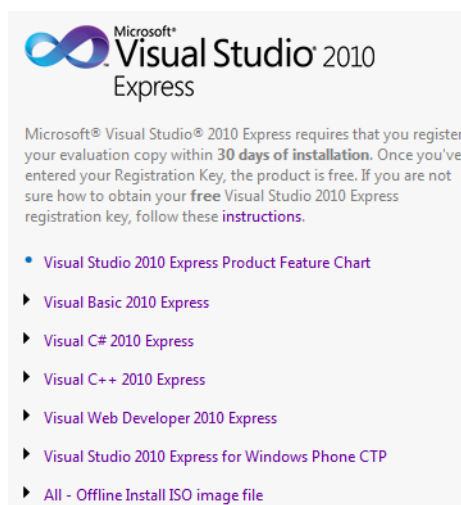 Microsoft®
Visual Studio® 2010
Express
Microsoft® Visual Studio® 2010 Express requires that you register
your evaluation copy within 30 days of installation. Once you've
entered your Registration Key, the product is free. If you are not
sure how to obtain your free Visual Studio 2010 Express
registration key, follow these instructions.
Visual Studio 2010 Express Product Feature Chart
Visual Basic 2010 Express
Visual C# 2010 Express
Visual C++ 2010 Express
Visual Web Developer 2010 Express
Visual Studio 2010 Express for Windows Phone CTP
All - Offline Install ISO image file